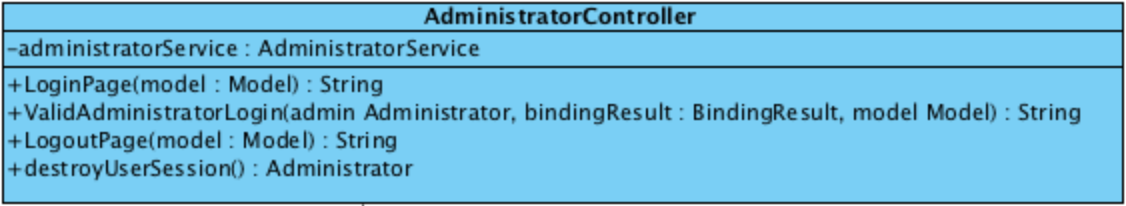 AdministratorController
-administratorService : AdministratorService
+LoginPage(model : Model) : String
+ValidAdministratorLogin(admin Administrator, bindingResult : BindingResult, model Model) : String
+LogoutPage(model : Model) : String
+destroyUserSession() : Administrator